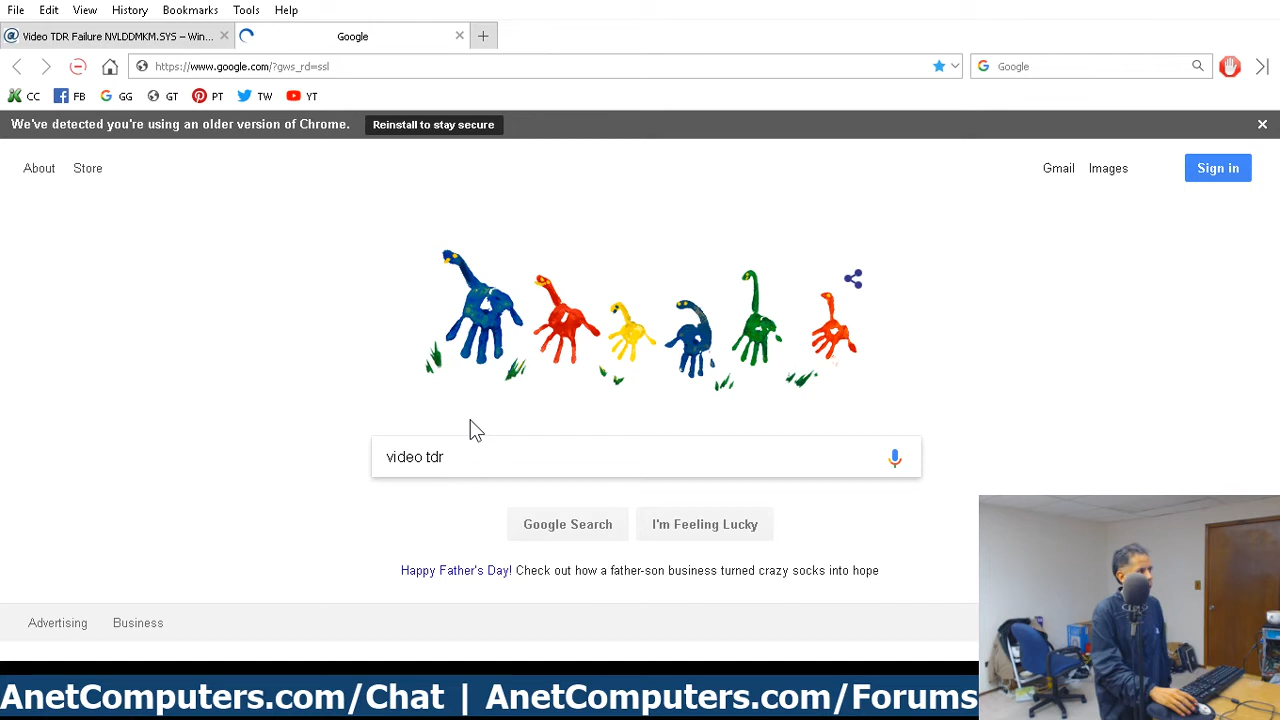 File Edit View History Bookmarks Tools Help
Video TDR Failure NVLDDMKM.SYS – Win... Google
https://www.google.com/?gws_rd=ssl Google
CC FB GG GT PT TW YT
We've detected you're using an older version of Chrome. Reinstall to stay secure
About Store Gmail Images Sign in
video tdr
Google Search I'm Feeling Lucky
Happy Father's Day! Check out how a father-son business turned crazy socks into hope
Advertising Business
AnetComputers.com/Chat | AnetComputers.com/Forums